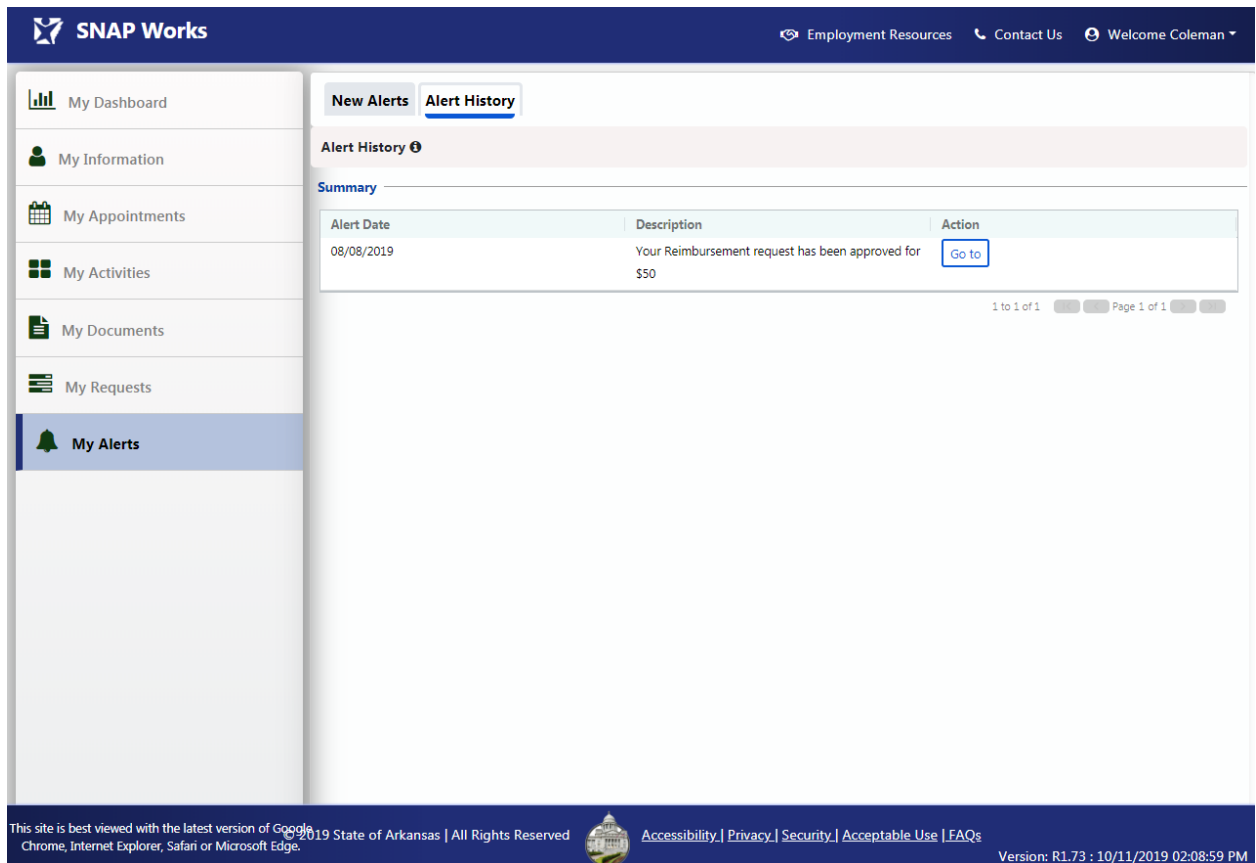 SNAP Works
Employment Resources Contact Us Welcome Coleman
My Dashboard
My Information
My Appointments
My Activities
My Documents
My Requests
My Alerts
New Alerts Alert History
Alert History
Summary
Alert Date Description Action
08/08/2019 Your Reimbursement request has been approved for Go to
$50
1 to 1 of 1 Page 1 of 1
This site is best viewed with the latest version of Google
Chrome, Internet Explorer, Safari or Microsoft Edge.
© 2019 State of Arkansas | All Rights Reserved
Accessibility | Privacy | Security | Acceptable Use | FAQs
Version: R1.73 : 10/11/2019 02:08:59 PM